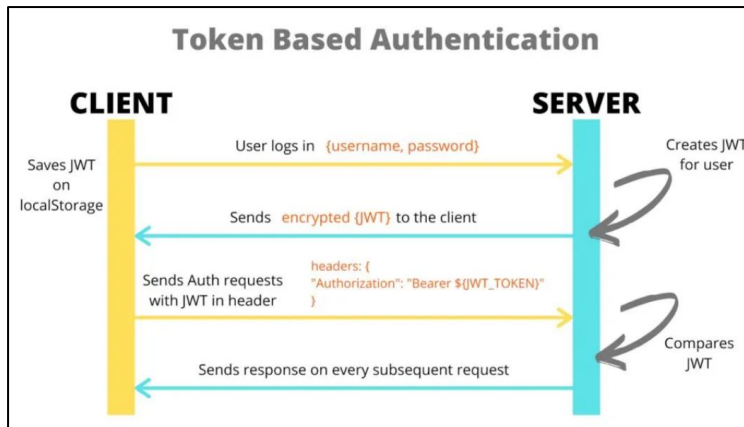 Token Based Authentication
CLIENT
SERVER
User logs in {username, password}
Creates JWT
for user
Saves JWT
on
localStorage
Sends encrypted {JWT} to the client
Sends Auth requests
with JWT in header
headers: {
"Authorization": "Bearer ${JWT_TOKEN}"
}
Compares
JWT
Sends response on every subsequent request